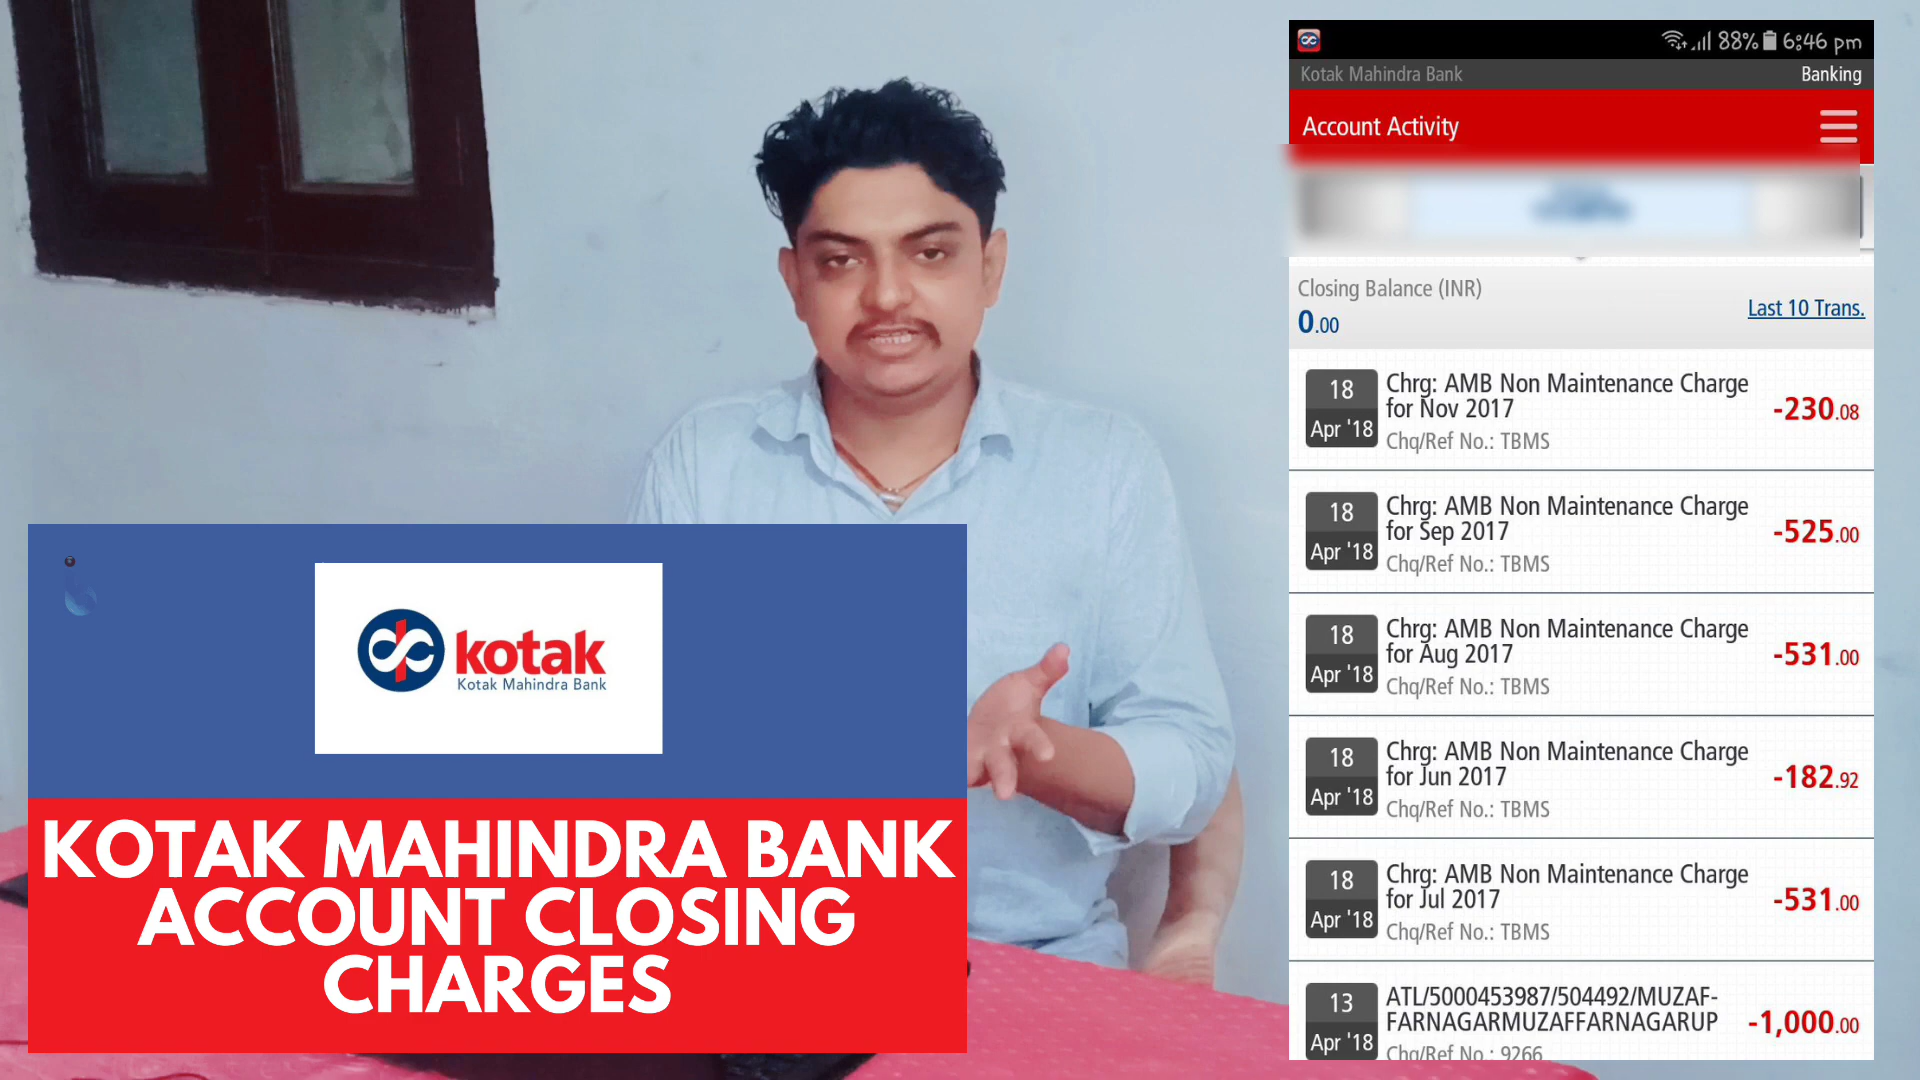 kotak
Kotak Mahindra Bank
KOTAK MAHINDRA BANK
ACCOUNT CLOSING
CHARGES
88% 6:46 pm
Kotak Mahindra Bank Banking
Account Activity
Closing Balance (INR)
0.00
Last 10 Trans.
18 Apr '18
Chrg: AMB Non Maintenance Charge
for Nov 2017
Chq/Ref No.: TBMS
-230.08
18 Apr '18
Chrg: AMB Non Maintenance Charge
for Sep 2017
Chq/Ref No.: TBMS
-525.00
18 Apr '18
Chrg: AMB Non Maintenance Charge
for Aug 2017
Chq/Ref No.: TBMS
-531.00
18 Apr '18
Chrg: AMB Non Maintenance Charge
for Jun 2017
Chq/Ref No.: TBMS
-182.92
18 Apr '18
Chrg: AMB Non Maintenance Charge
for Jul 2017
Chq/Ref No.: TBMS
-531.00
13 Apr '18
ATL/5000453987/504492/MUZAF-
FARNAGARMUZAFFARNAGARUP
Chq/Ref No.: 9266
-1,000.00